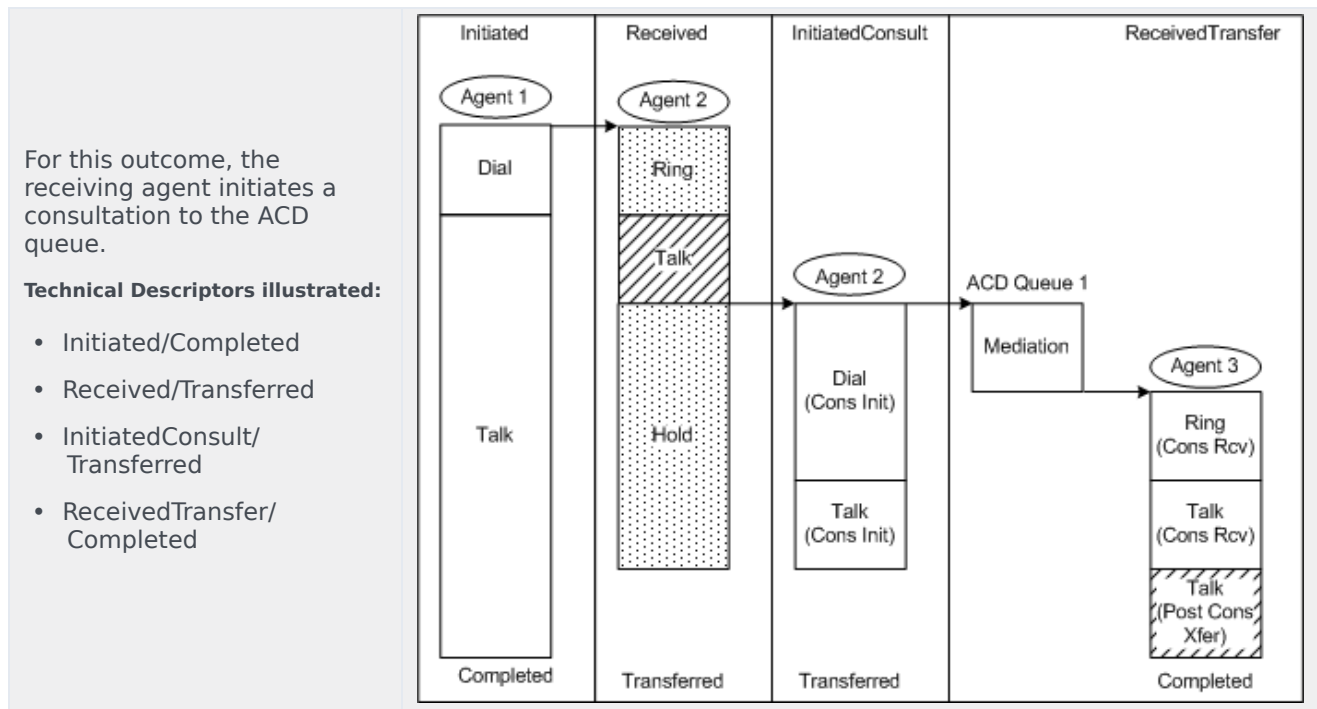 For this outcome, the
receiving agent initiates a
consultation to the ACD
queue.
Technical Descriptors illustrated:
• Initiated/Completed
• Received/Transferred
• InitiatedConsult/
Transferred
• ReceivedTransfer/
Completed
Initiated
Received
InitiatedConsult
ReceivedTransfer
Agent 1
Dial
Talk
Completed
Agent 2
Ring
Talk
Hold
Transferred
Agent 2
Dial
(Cons Init)
Talk
(Cons Init)
Transferred
ACD Queue 1
Mediation
Agent 3
Ring
(Cons Rcv)
Talk
(Cons Rcv)
Talk
(Post Cons
Xfer)
Completed